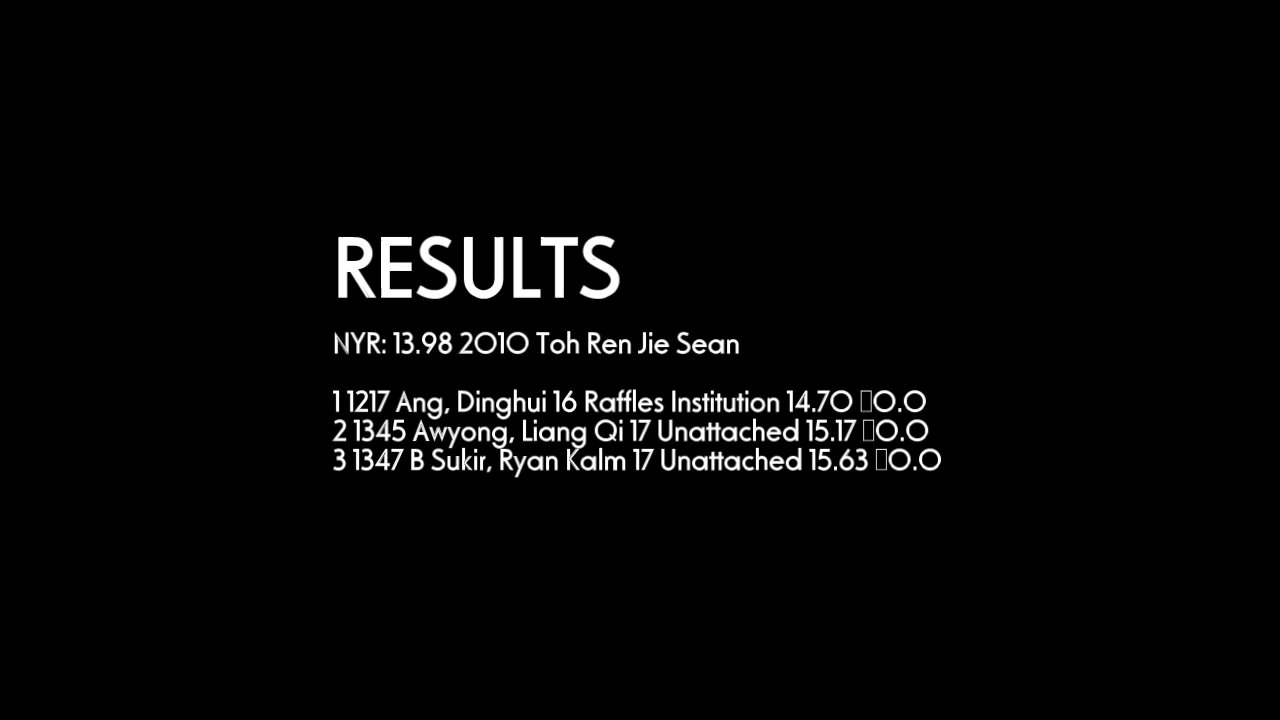 RESULTS
NYR: 13.98 2010 Toh Ren Jie Sean
1 1217 Ang, Dinghui 16 Raffles Institution 14.70 □0.0
2 1345 Awyong, Liang Qi 17 Unattached 15.17 □0.0
3 1347 B Sukir, Ryan Kalm 17 Unattached 15.63 □0.0